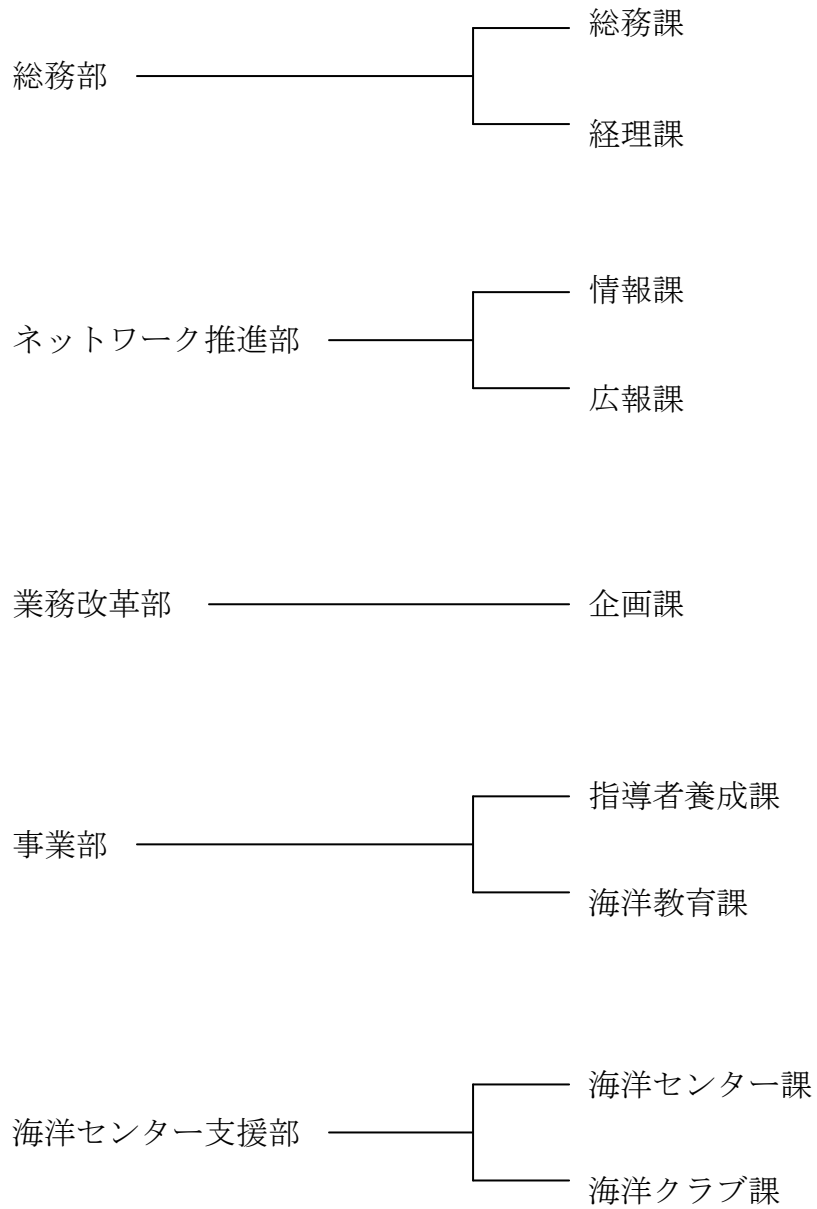 総務部
総務課
経理課
ネットワーク推進部
情報課
広報課
業務改革部
企画課
事業部
指導者養成課
海洋教育課
海洋センター支援部
海洋センター課
海洋クラブ課